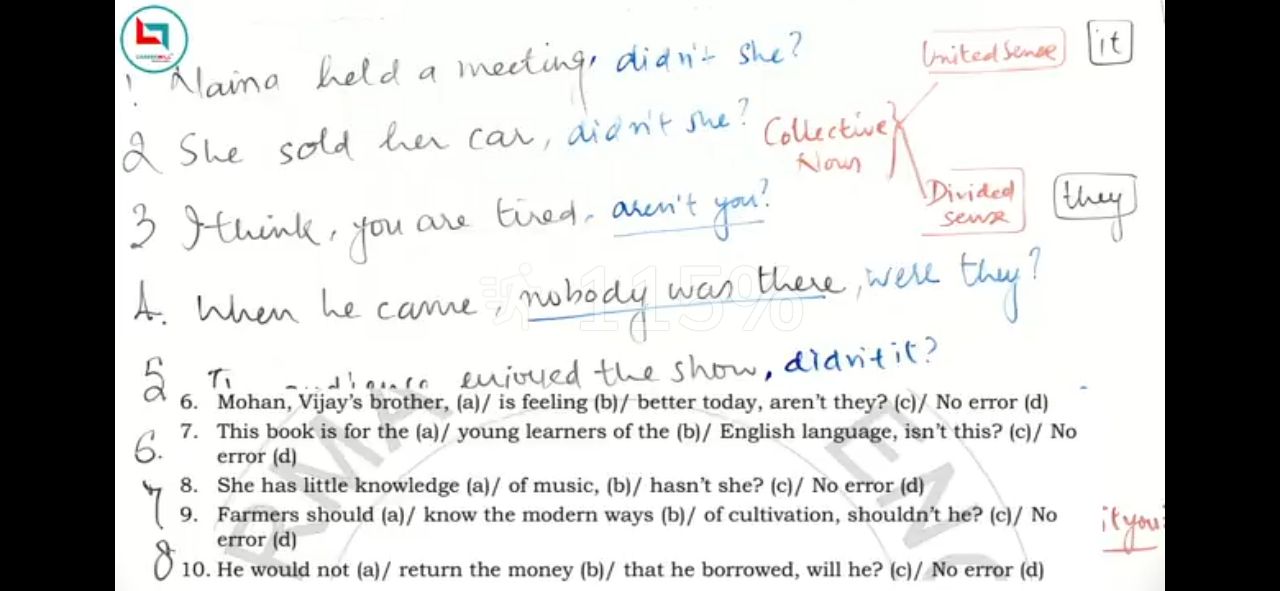 CAREERWILL
1 Naina held a meeting, didn't she?
United Sense it
2 She sold her car, didn't she?
Collective Noun
3 I think, you are tired, aren't you?
Divided sense they
4. When he came, nobody was there, were they?
115%
5 enjoyed the show, didn't it?
6. Mohan, Vijay's brother, (a)/ is feeling (b)/ better today, aren't they? (c)/ No error (d)
6.
7. This book is for the (a)/ young learners of the (b)/ English language, isn't this? (c)/ No
error (d)
7
8. She has little knowledge (a)/ of music, (b)/ hasn't she? (c)/ No error (d)
9. Farmers should (a)/ know the modern ways (b)/ of cultivation, shouldn't he? (c)/ No
error (d)
it you
8
10. He would not (a)/ return the money (b)/ that he borrowed, will he? (c)/ No error (d)